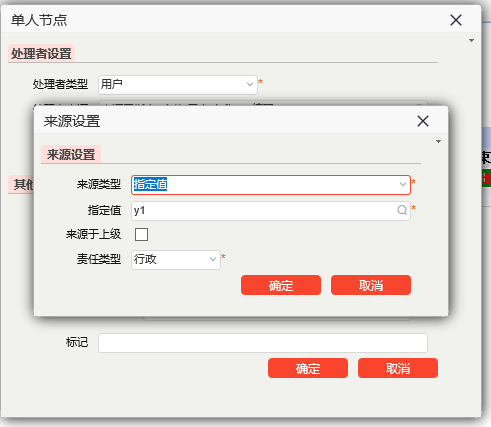 单人节点
处理者设置
处理者类型 用户 *
来源设置
来源设置
其他
来源类型 指定值 *
指定值 y1 *
来源于上级
责任类型 行政 *
确定 取消
标记
确定 取消
束